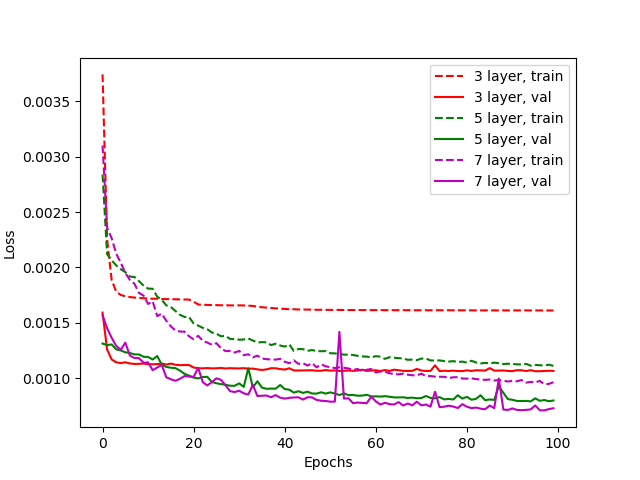 0.0035
0.0030
0.0025
0.0020
0.0015
0.0010
Loss
0
20
40
60
80
100
Epochs
3 layer, train
3 layer, val
5 layer, train
5 layer, val
7 layer, train
7 layer, val